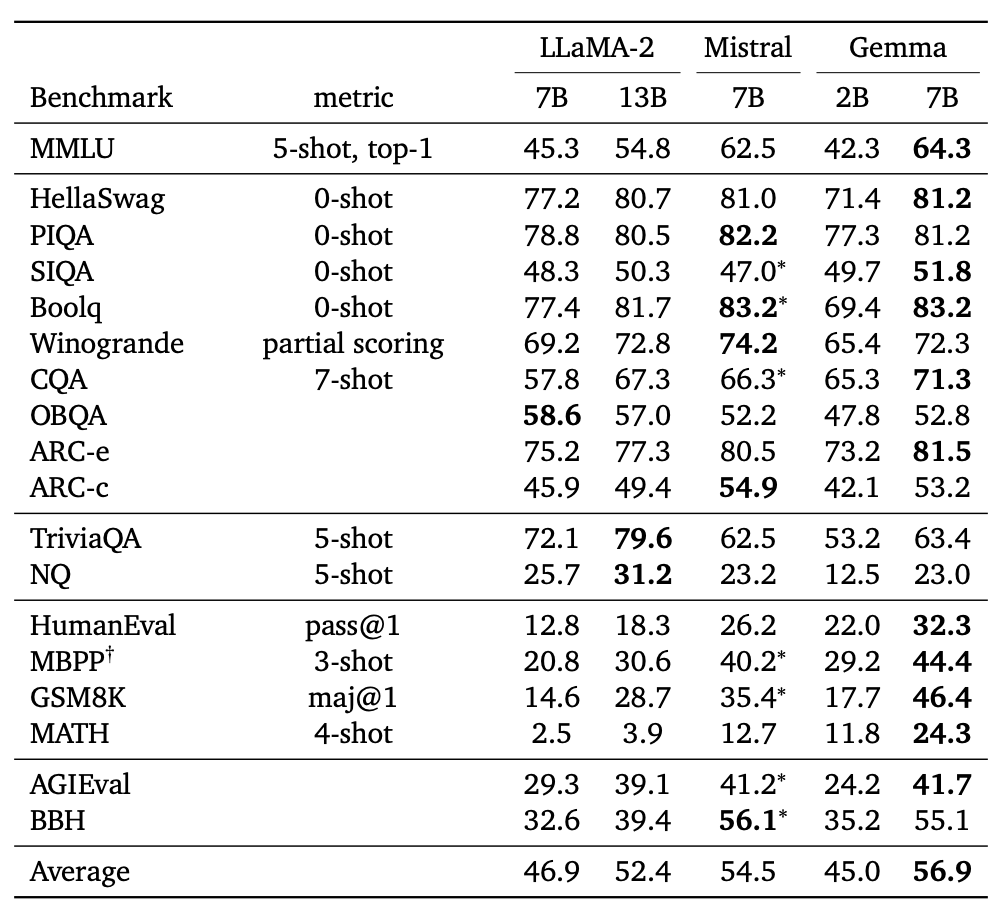 LLaMA-2 Mistral Gemma
Benchmark metric 7B 13B 7B 2B 7B
MMLU 5-shot, top-1 45.3 54.8 62.5 42.3 64.3
HellaSwag 0-shot 77.2 80.7 81.0 71.4 81.2
PIQA 0-shot 78.8 80.5 82.2 77.3 81.2
SIQA 0-shot 48.3 50.3 47.0* 49.7 51.8
Boolq 0-shot 77.4 81.7 83.2* 69.4 83.2
Winogrande partial scoring 69.2 72.8 74.2 65.4 72.3
CQA 7-shot 57.8 67.3 66.3* 65.3 71.3
OBQA 58.6 57.0 52.2 47.8 52.8
ARC-e 75.2 77.3 80.5 73.2 81.5
ARC-c 45.9 49.4 54.9 42.1 53.2
TriviaQA 5-shot 72.1 79.6 62.5 53.2 63.4
NQ 5-shot 25.7 31.2 23.2 12.5 23.0
HumanEval pass@1 12.8 18.3 26.2 22.0 32.3
MBPP† 3-shot 20.8 30.6 40.2* 29.2 44.4
GSM8K maj@1 14.6 28.7 35.4* 17.7 46.4
MATH 4-shot 2.5 3.9 12.7 11.8 24.3
AGIEval 29.3 39.1 41.2* 24.2 41.7
BBH 32.6 39.4 56.1* 35.2 55.1
Average 46.9 52.4 54.5 45.0 56.9